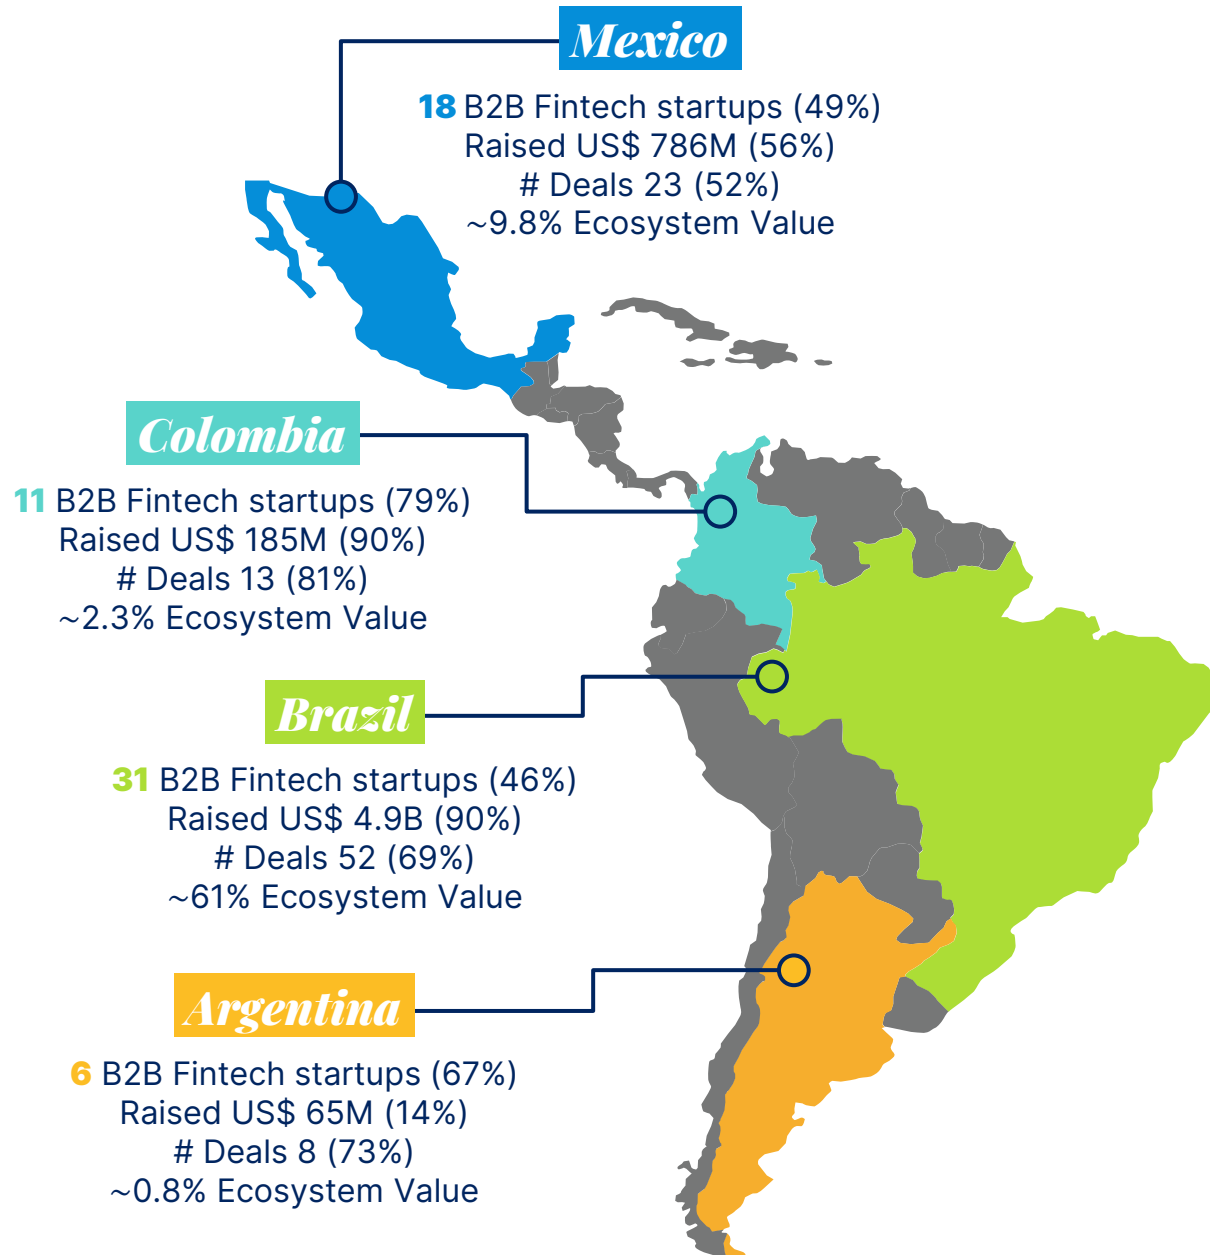 Mexico
18 B2B Fintech startups (49%)
Raised US$ 786M (56%)
# Deals 23 (52%)
~9.8% Ecosystem Value
Colombia
11 B2B Fintech startups (79%)
Raised US$ 185M (90%)
# Deals 13 (81%)
~2.3% Ecosystem Value
Brazil
31 B2B Fintech startups (46%)
Raised US$ 4.9B (90%)
# Deals 52 (69%)
~61% Ecosystem Value
Argentina
6 B2B Fintech startups (67%)
Raised US$ 65M (14%)
# Deals 8 (73%)
~0.8% Ecosystem Value